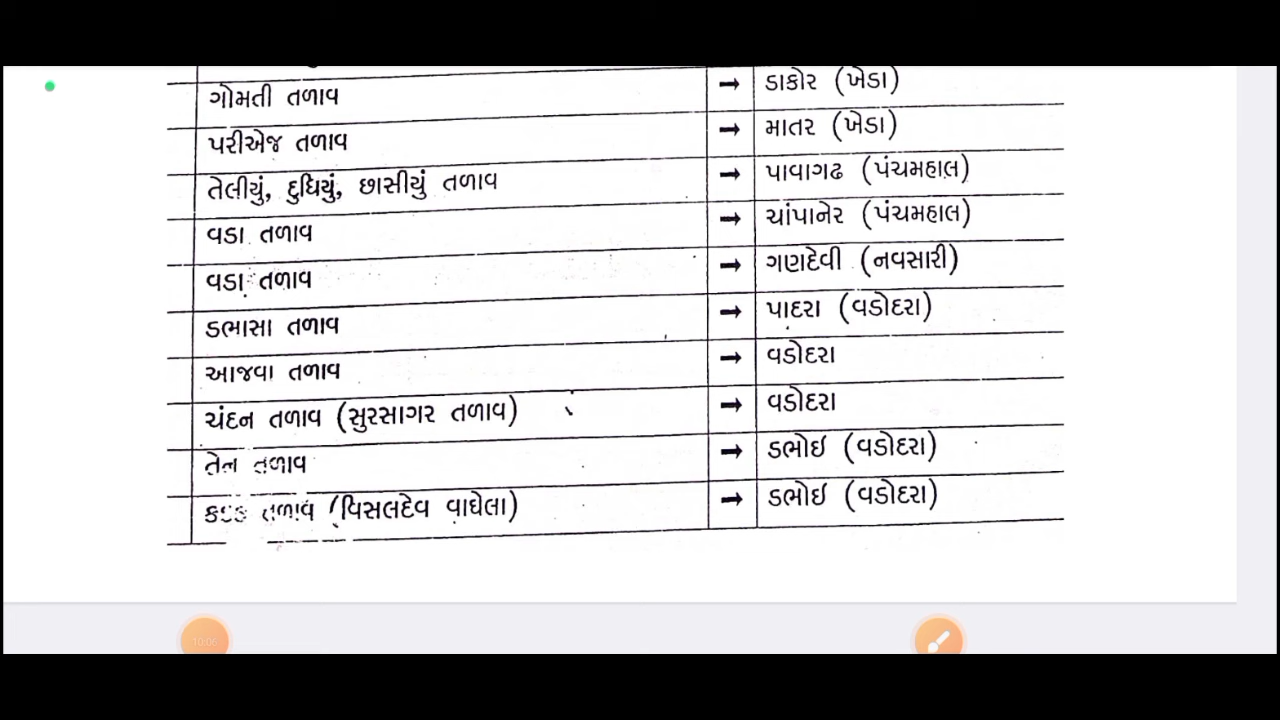 ગોમતી તળાવ → ડાકોર (ખેડા)
પરીએજ તળાવ → માતર (ખેડા)
તેલીયું, દુધિયું, છાસીયું તળાવ → પાવાગઢ (પંચમહાલ)
વડા તળાવ → ચાંપાનેર (પંચમહાલ)
વડા તળાવ → ગણદેવી (નવસારી)
ડભાસા તળાવ → પાદરા (વડોદરા)
આજવા તળાવ → વડોદરા
ચંદન તળાવ (સુરસાગર તળાવ) → વડોદરા
તેન તળાવ → ડભોઇ (વડોદરા)
તળાવ (વિસલદેવ વાઘેલા) → ડભોઇ (વડોદરા)
10:06